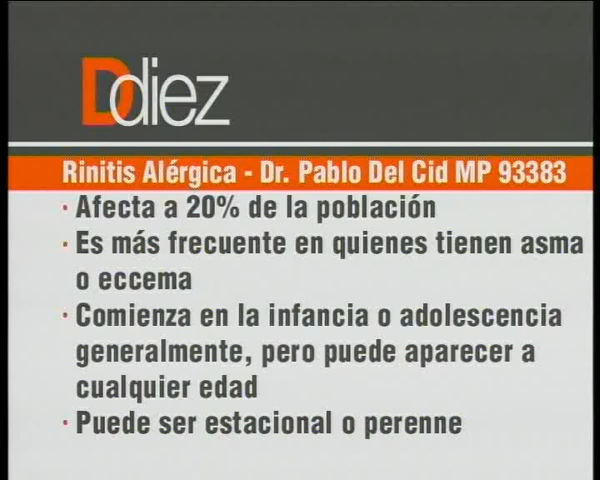 Ddiez
Rinitis Alérgica - Dr. Pablo Del Cid MP 93383
· Afecta a 20% de la población
· Es más frecuente en quienes tienen asma
o eccema
· Comienza en la infancia o adolescencia
generalmente, pero puede aparecer a
cualquier edad
· Puede ser estacional o perenne